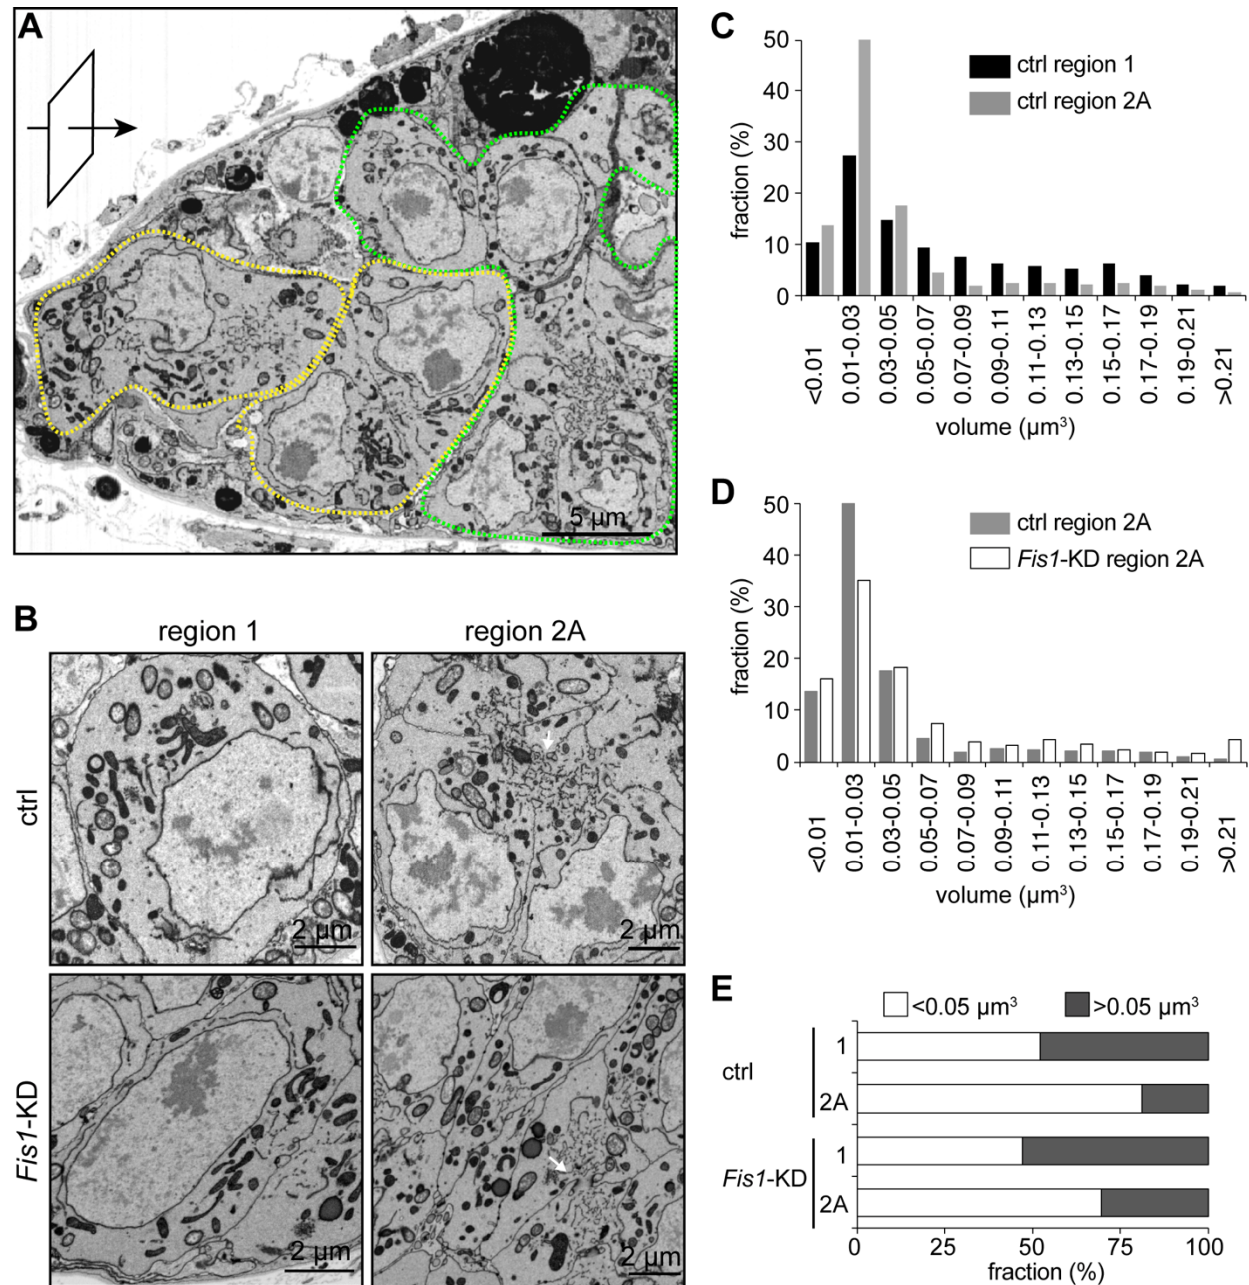 A
5 µm
B
region 1
region 2A
ctrl
2 µm
2 µm
Fis1-KD
2 µm
2 µm
C
50
40
30
20
10
0
fraction (%)
ctrl region 1
ctrl region 2A
<0.01
0.01-0.03
0.03-0.05
0.05-0.07
0.07-0.09
0.09-0.11
0.11-0.13
0.13-0.15
0.15-0.17
0.17-0.19
0.19-0.21
>0.21
volume (µm³)
D
50
40
30
20
10
0
fraction (%)
ctrl region 2A
Fis1-KD region 2A
<0.01
0.01-0.03
0.03-0.05
0.05-0.07
0.07-0.09
0.09-0.11
0.11-0.13
0.13-0.15
0.15-0.17
0.17-0.19
0.19-0.21
>0.21
volume (µm³)
E
<0.05 µm³
>0.05 µm³
ctrl
1
2A
Fis1-KD
1
2A
0
25
50
75
100
fraction (%)